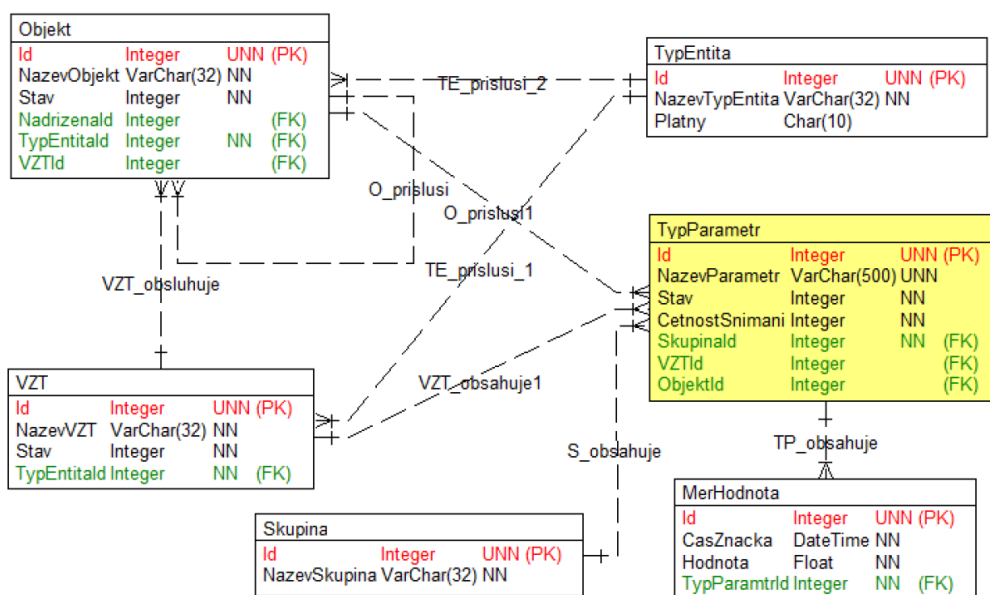 Objekt
Id Integer UNN (PK)
NazevObjekt VarChar(32) NN
Stav Integer NN
NadrizenaId Integer (FK)
TypEntitaId Integer NN (FK)
VZTId Integer (FK)
TypEntita
Id Integer UNN (PK)
NazevTypEntita VarChar(32) NN
Platny Char(10)
TE_prislusi_2
O_prislusi
O_prislusi1
TE_prislusi_1
VZT_obsluhuje
TypParametr
Id Integer UNN (PK)
NazevParametr VarChar(500) UNN
Stav Integer NN
CetnostSnimani Integer NN
SkupinaId Integer NN (FK)
VZTId Integer (FK)
ObjektId Integer (FK)
VZT
Id Integer UNN (PK)
NazevVZT VarChar(32) NN
Stav Integer NN
TypEntitaId Integer NN (FK)
VZT_obsahuje1
S_obsahuje
TP_obsahuje
MerHodnota
Id Integer UNN (PK)
CasZnacka DateTime NN
Hodnota Float NN
TypParamtrId Integer NN (FK)
Skupina
Id Integer UNN (PK)
NazevSkupina VarChar(32) NN